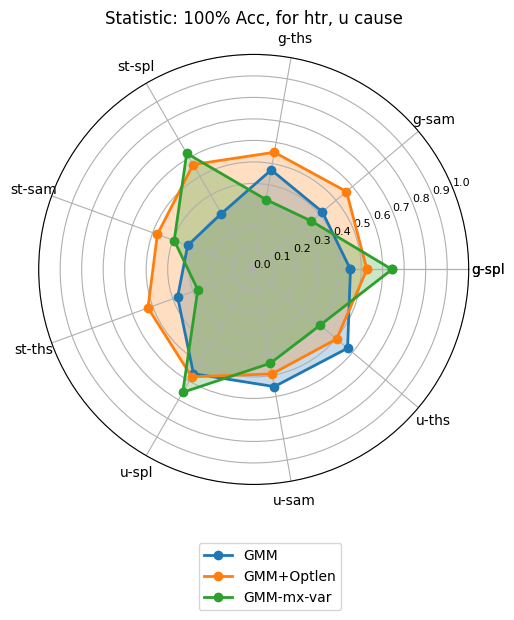 Statistic: 100% Acc, for htr, u cause
g-ths
st-spl
g-sam
1.0
0.9
0.8
0.7
0.6
0.5
0.4
0.3
0.2
0.1
0.0
st-sam
g-spl
st-ths
u-ths
u-spl
u-sam
GMM
GMM+Optlen
GMM-mx-var